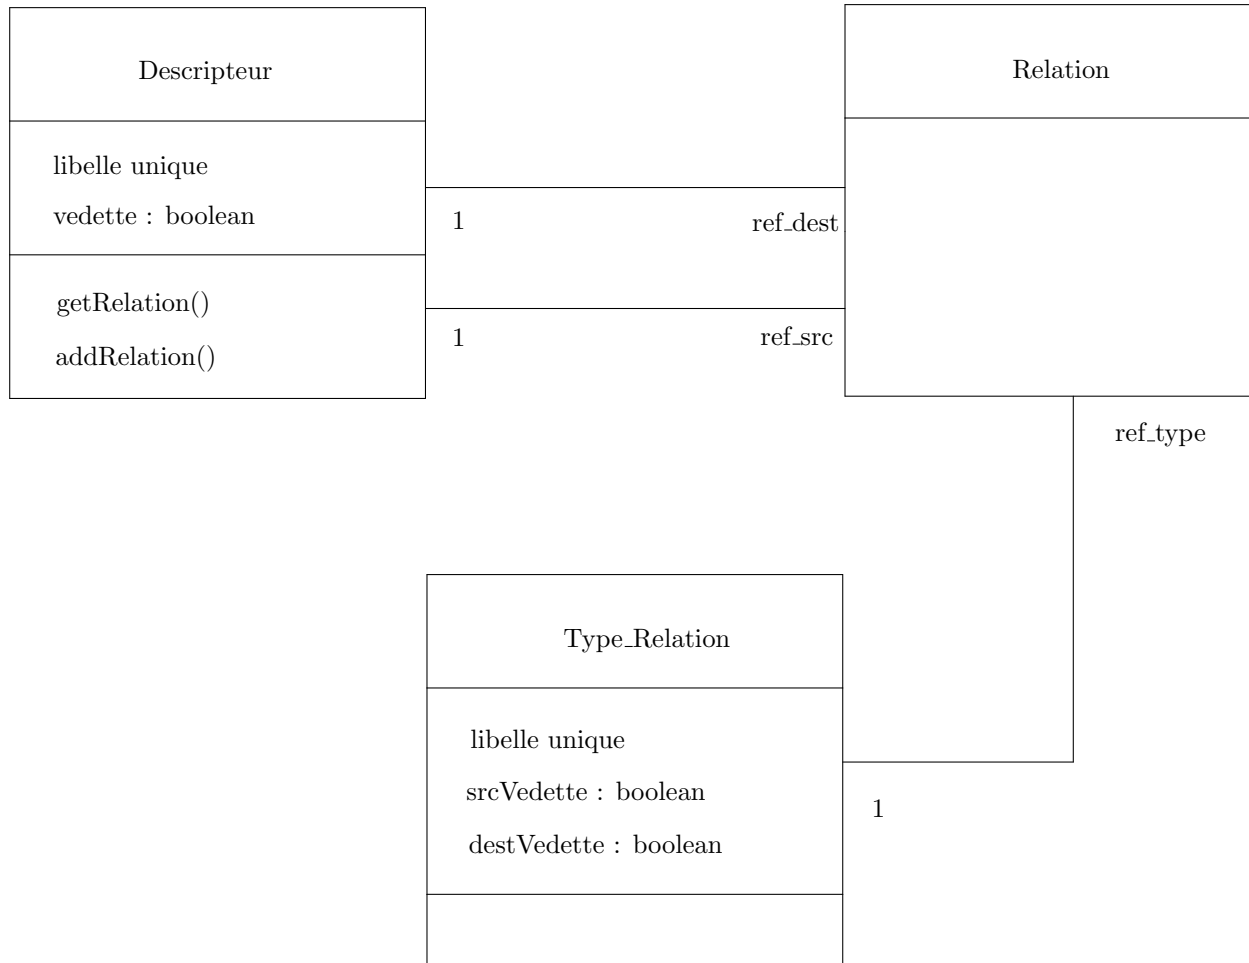 Descripteur
libelle unique
vedette : boolean
getRelation()
addRelation()
Relation
1
ref_dest
1
ref_src
ref_type
Type_Relation
libelle unique
srcVedette : boolean
destVedette : boolean
1